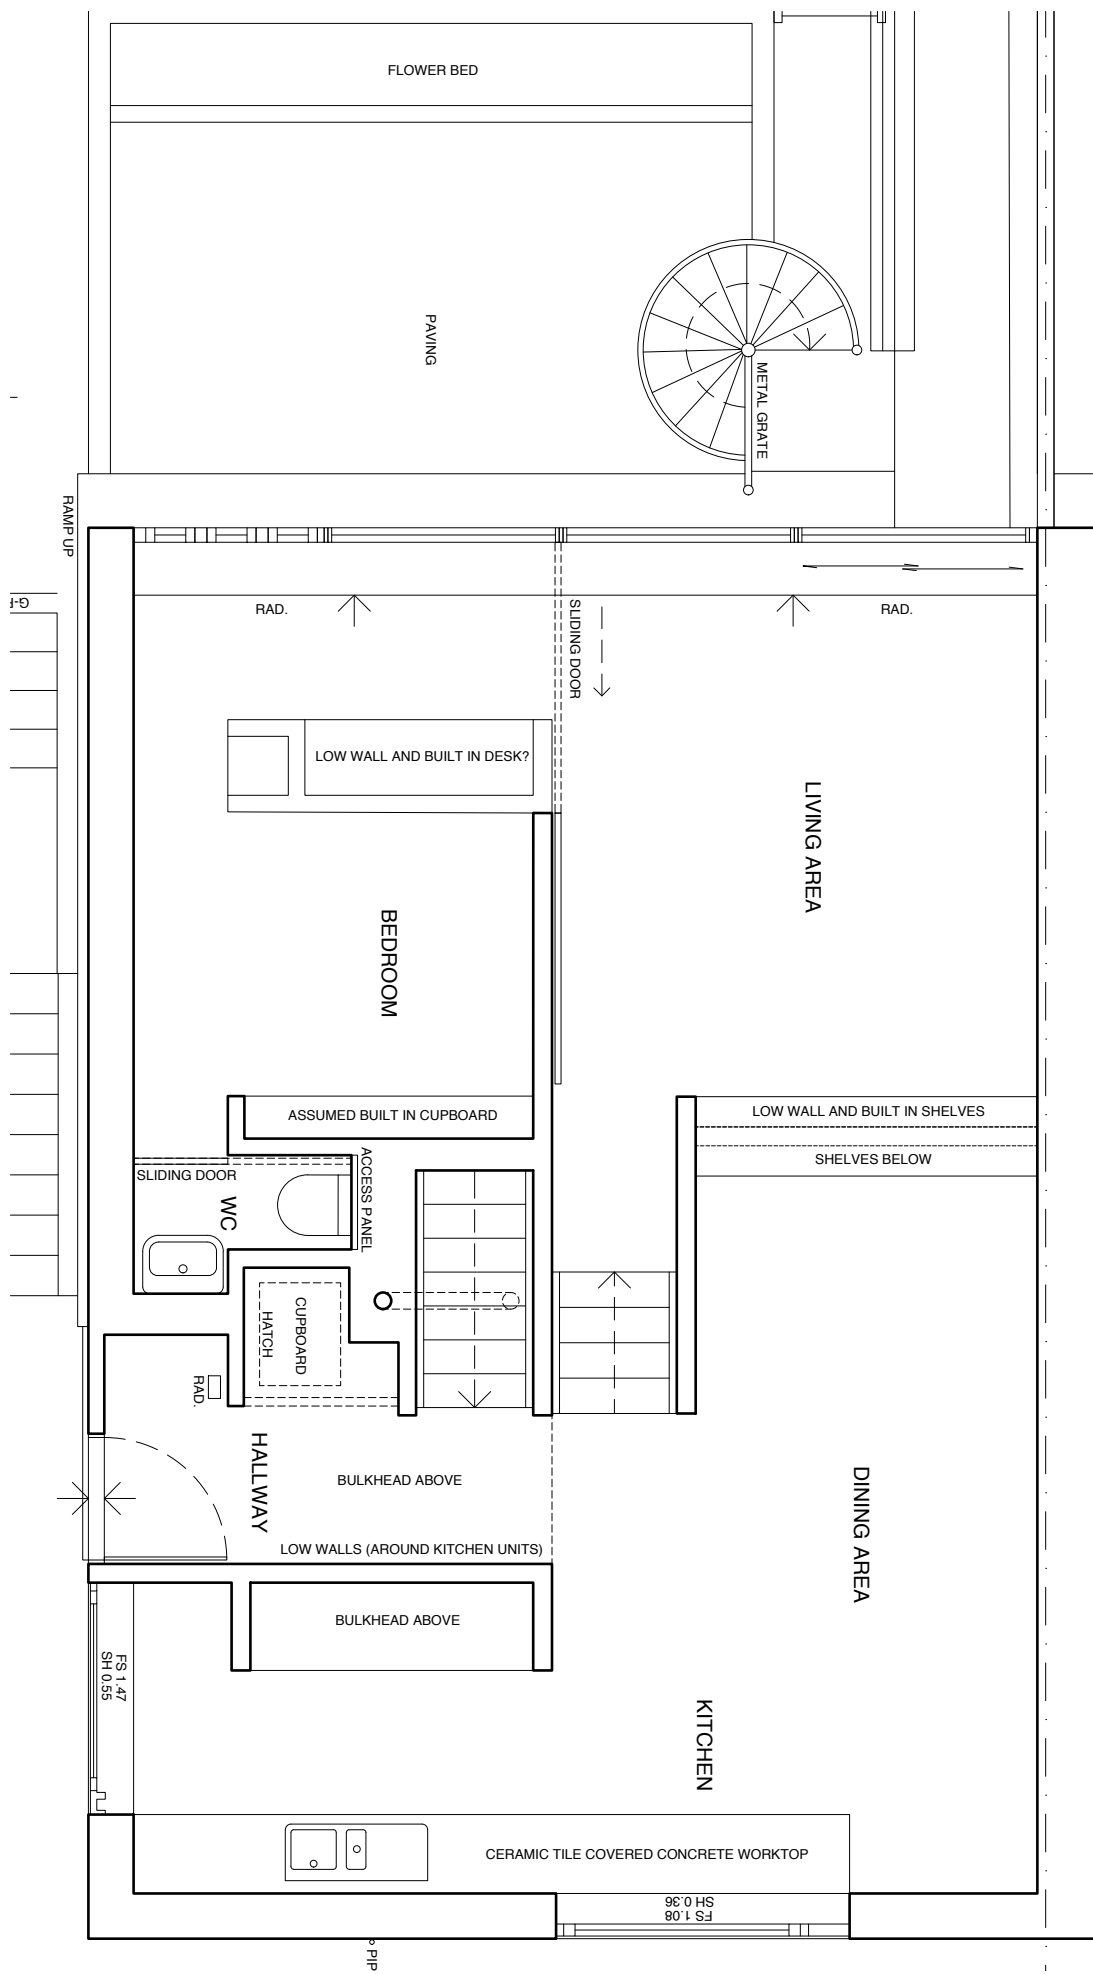 FLOWER BED
PAVING
METAL GRATE
RAMP UP
RAD.
SLIDING DOOR
RAD.
LOW WALL AND BUILT IN DESK?
LIVING AREA
BEDROOM
ASSUMED BUILT IN CUPBOARD
LOW WALL AND BUILT IN SHELVES
SHELVES BELOW
SLIDING DOOR
WC
ACCESS PANEL
CUPBOARD
HATCH
RAD.
HALLWAY
BULKHEAD ABOVE
LOW WALLS (AROUND KITCHEN UNITS)
DINING AREA
BULKHEAD ABOVE
FS 1.47
SH 0.55
KITCHEN
CERAMIC TILE COVERED CONCRETE WORKTOP
FS 1.08
SH 0.36
PIP